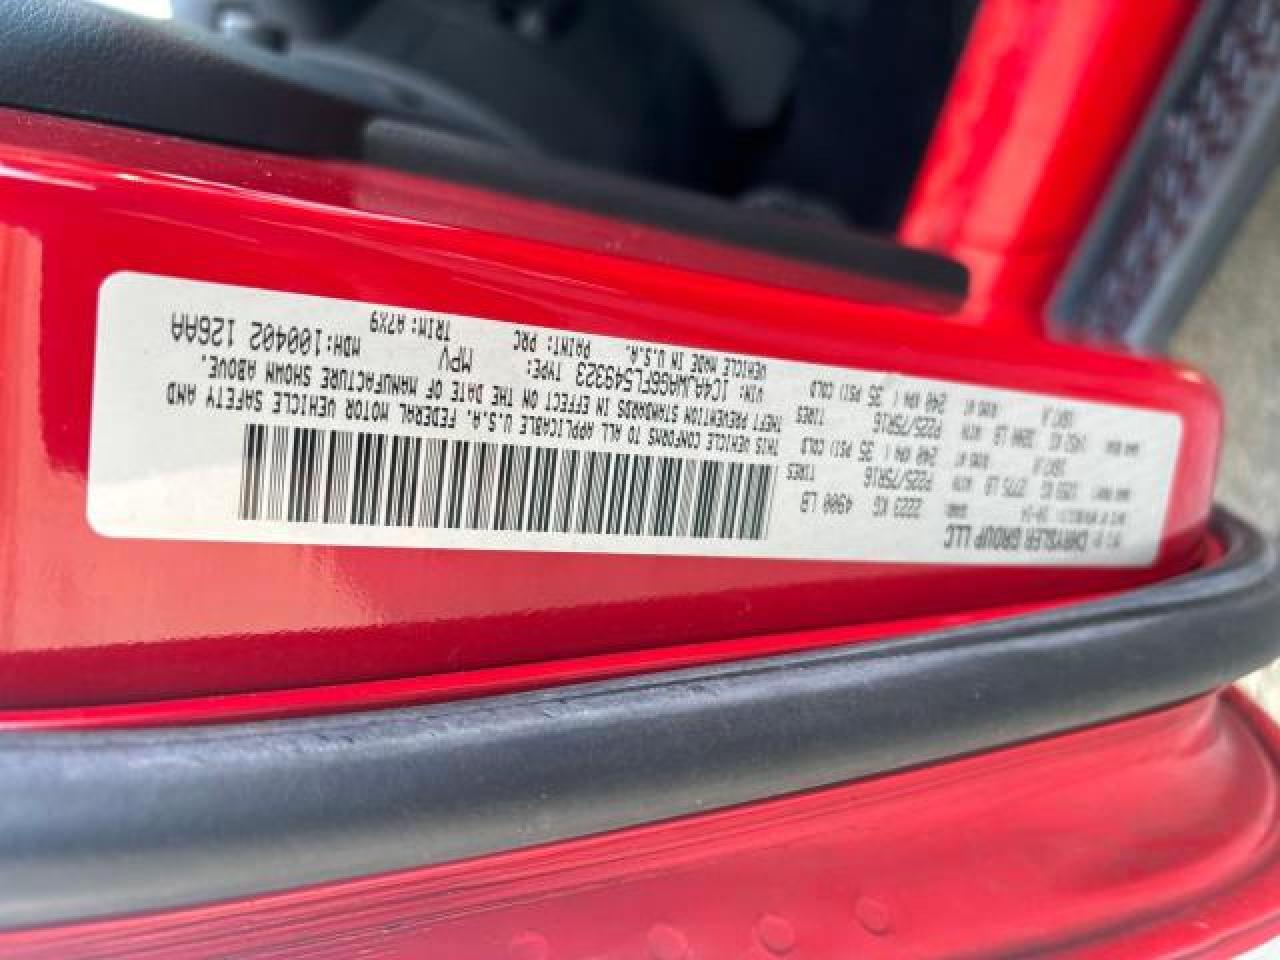 CHRYSLER GROUP LLC
2223 KG 4900 LB
TIRES
P225/75R16
240 KPA ( 35 PSI) COLD
TIRES
P225/75R16
240 KPA ( 35 PSI) COLD
THIS VEHICLE CONFORMS TO ALL APPLICABLE U.S.A. FEDERAL MOTOR VEHICLE SAFETY AND
THEFT PREVENTION STANDARDS IN EFFECT ON THE DATE OF MANUFACTURE SHOWN ABOVE.
VIN: 1C4AJWAG6FL549323 TYPE: MPV MDH:100402 126AA
VEHICLE MADE IN U.S.A. PAINT: PRC TRIM: A7X9